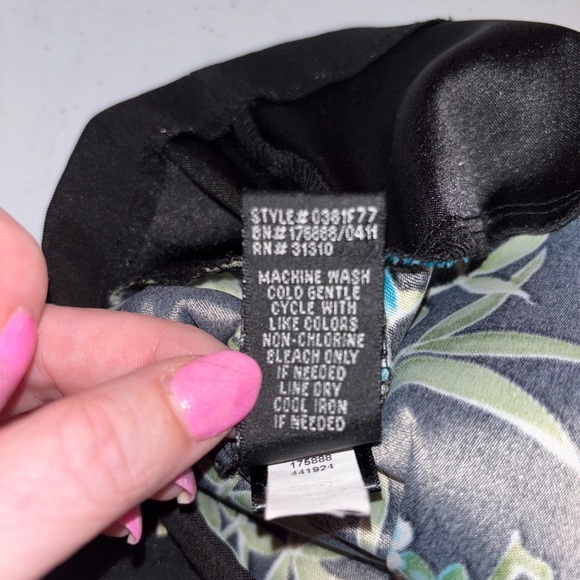 STYLE# 0381F77
BN# 175888/0411
RN# 31310
MACHINE WASH
COLD GENTLE
CYCLE WITH
LIKE COLORS
NON-CHLORINE
BLEACH ONLY
IF NEEDED
LINE DRY
COOL IRON
IF NEEDED
175888
441924